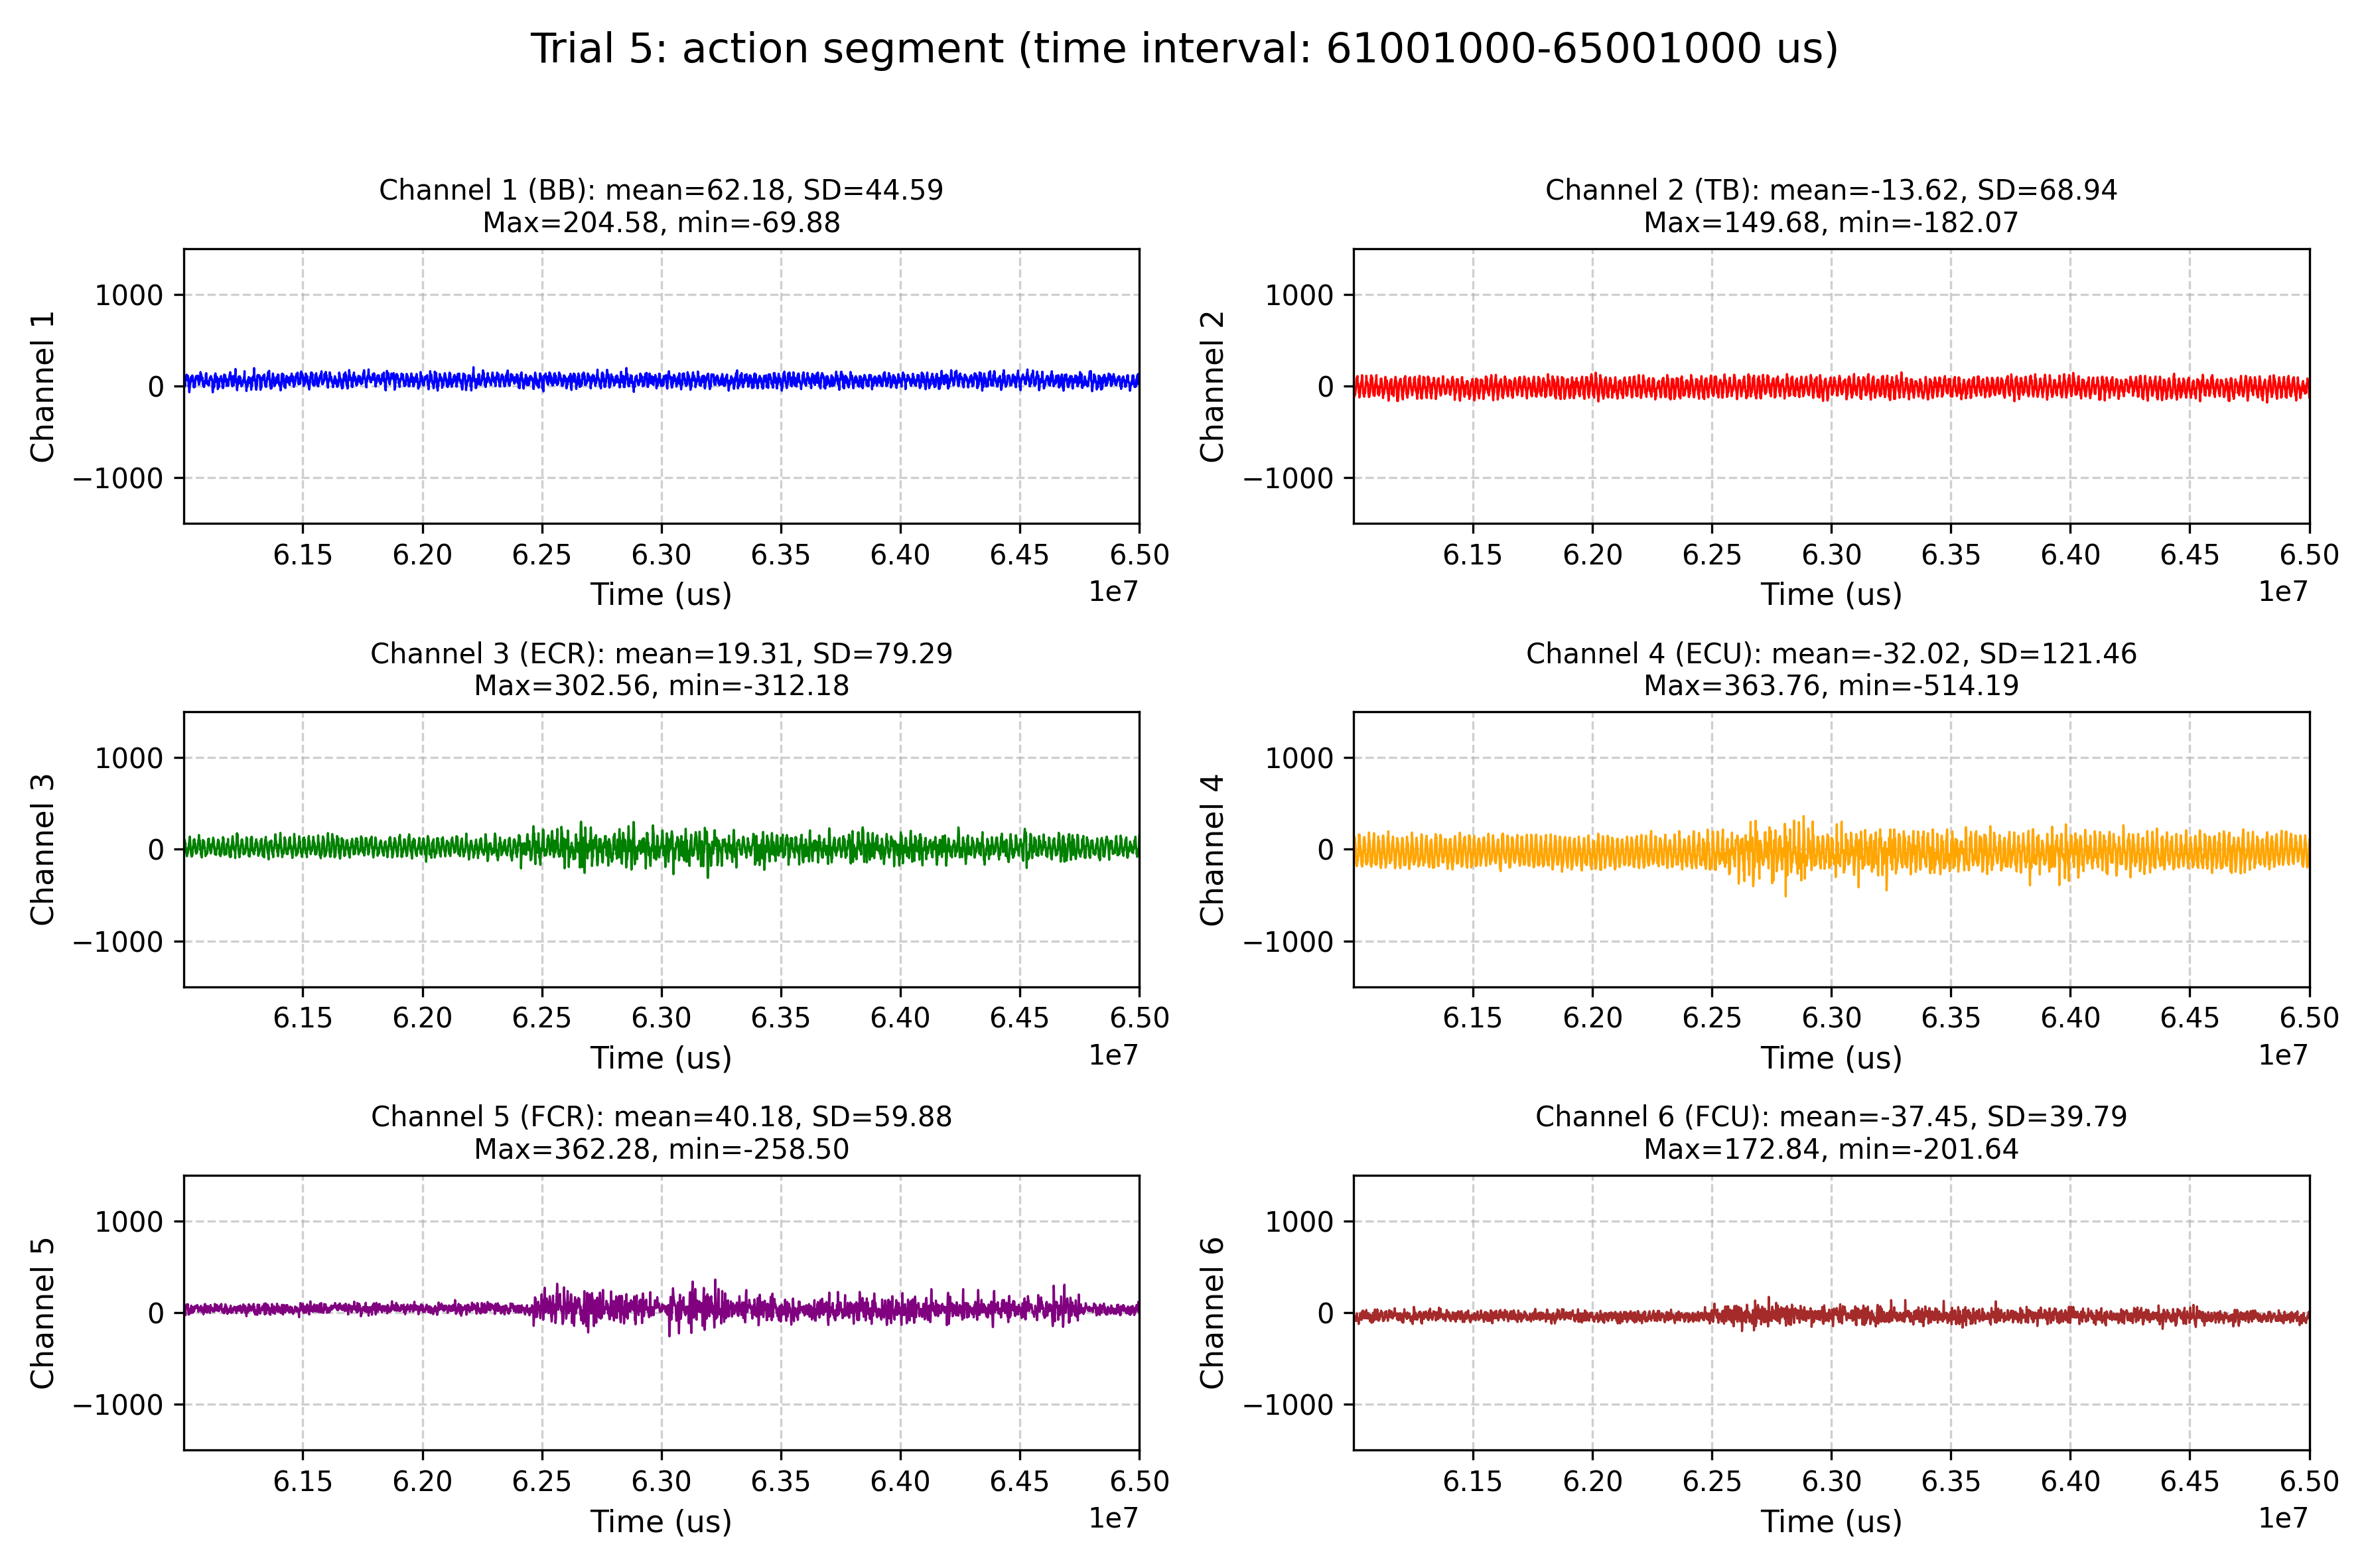 Trial 5: action segment (time interval: 61001000-65001000 us)
Channel 1 (BB): mean=62.18, SD=44.59
Max=204.58, min=-69.88
Channel 1
1000
0
−1000
6.15 6.20 6.25 6.30 6.35 6.40 6.45 6.50
Time (us)
1e7
Channel 2 (TB): mean=-13.62, SD=68.94
Max=149.68, min=-182.07
Channel 2
1000
0
−1000
6.15 6.20 6.25 6.30 6.35 6.40 6.45 6.50
Time (us)
1e7
Channel 3 (ECR): mean=19.31, SD=79.29
Max=302.56, min=-312.18
Channel 3
1000
0
−1000
6.15 6.20 6.25 6.30 6.35 6.40 6.45 6.50
Time (us)
1e7
Channel 4 (ECU): mean=-32.02, SD=121.46
Max=363.76, min=-514.19
Channel 4
1000
0
−1000
6.15 6.20 6.25 6.30 6.35 6.40 6.45 6.50
Time (us)
1e7
Channel 5 (FCR): mean=40.18, SD=59.88
Max=362.28, min=-258.50
Channel 5
1000
0
−1000
6.15 6.20 6.25 6.30 6.35 6.40 6.45 6.50
Time (us)
1e7
Channel 6 (FCU): mean=-37.45, SD=39.79
Max=172.84, min=-201.64
Channel 6
1000
0
−1000
6.15 6.20 6.25 6.30 6.35 6.40 6.45 6.50
Time (us)
1e7